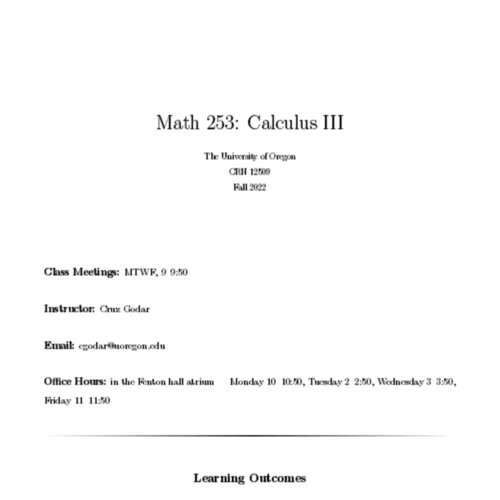 Math 253: Calculus III
The University of Oregon
CRN 12509
Fall 2022
Class Meetings: MTWF, 9–9:50
Instructor: Cruz Godar
Email: cgodar@uoregon.edu
Office Hours: in the Fenton hall atrium — Monday 10–10:50, Tuesday 2–2:50, Wednesday 3–3:50,
Friday 11–11:50
Learning Outcomes